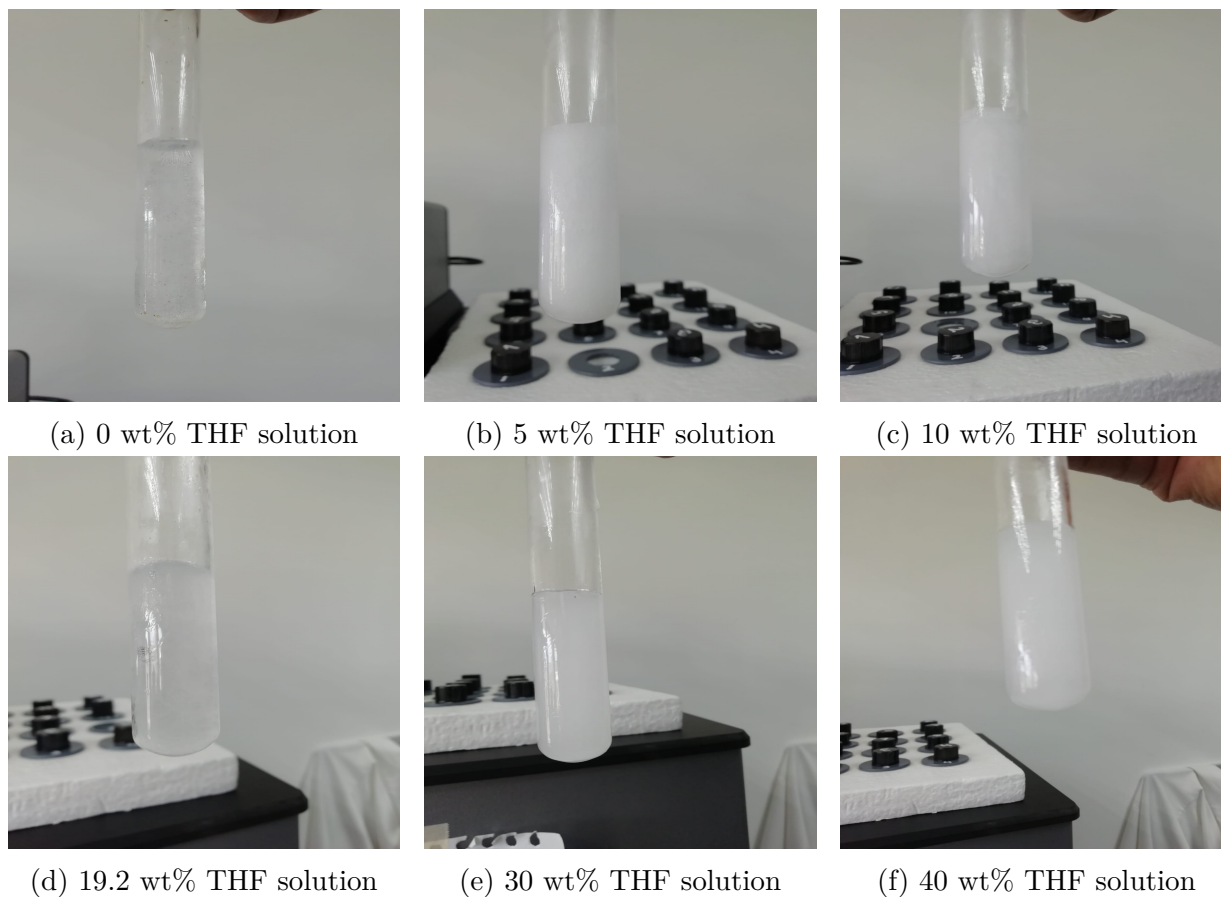 (a) 0 wt% THF solution
(b) 5 wt% THF solution
(c) 10 wt% THF solution
(d) 19.2 wt% THF solution
(e) 30 wt% THF solution
(f) 40 wt% THF solution